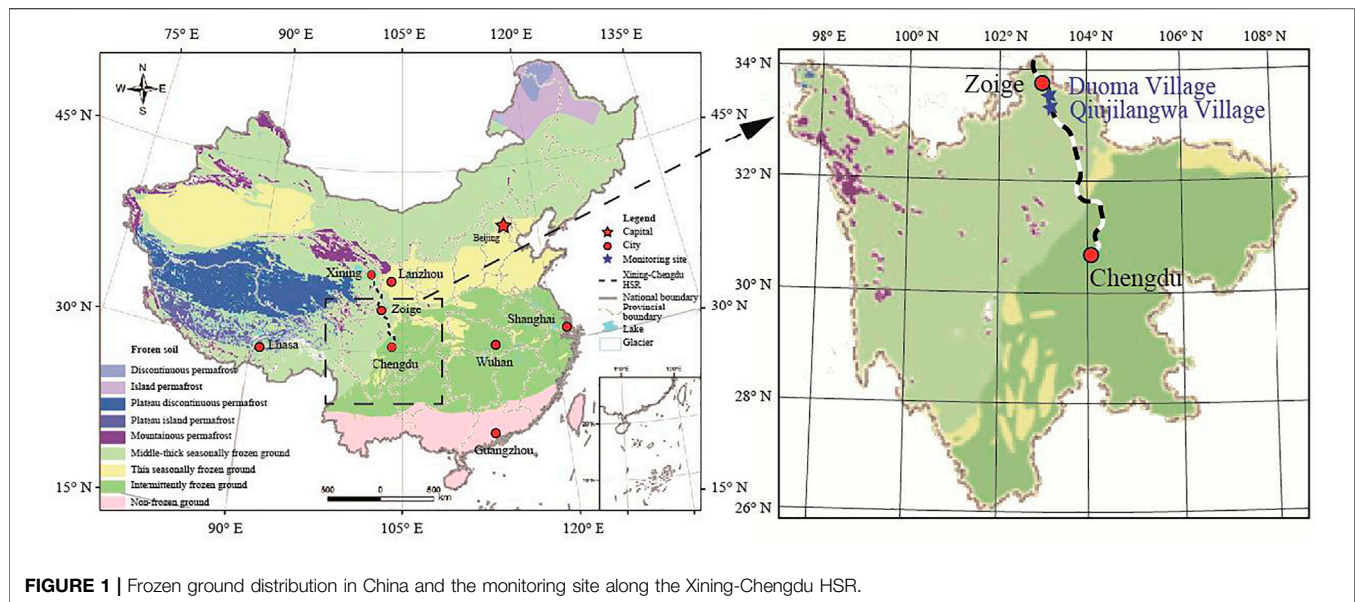 75° E 90° E 105° E 120° E 135° E
N
W E
S
45° N
30° N
15° N
90° E 105° E 120° E
45° N
30° N
15° N
Beijing
Xining
Lanzhou
Zoige
Shanghai
Lhasa
Chengdu
Wuhan
Guangzhou
Legend
Capital
City
Monitoring site
Xining-Chengdu
HSR
National boundary
Provincial
boundary
Lake
Glacier
Frozen soil
Discontinuous permafrost
Island permafrost
Plateau discontinuous permafrost
Plateau island permafrost
Mountainous permafrost
Middle-thick seasonally frozen ground
Thin seasonally frozen ground
Intermittently frozen ground
Non-frozen ground
500 0 500
km
98° E 100° N 102° N 104° N 106° N 108° N
34° N
32° N
30° N
28° N
26° N
Zoige
Duoma Village
Qiujilangwa Village
Chengdu
FIGURE 1 | Frozen ground distribution in China and the monitoring site along the Xining-Chengdu HSR.